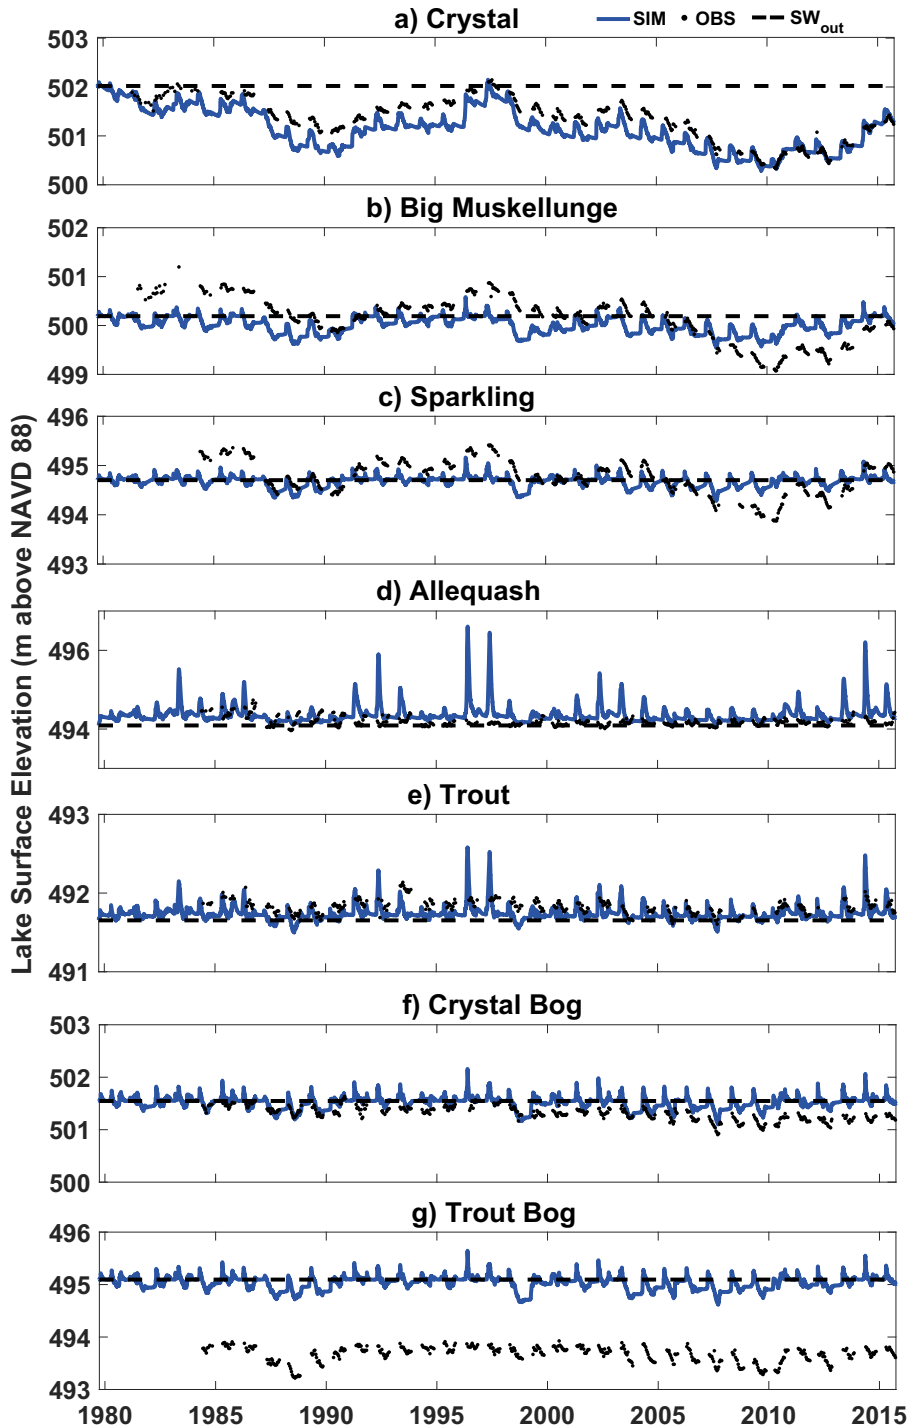 a) Crystal
SIM OBS SWout
503
502
501
500
b) Big Muskellunge
502
501
500
499
c) Sparkling
496
495
494
493
d) Allequash
496
494
e) Trout
493
492
491
f) Crystal Bog
503
502
501
500
g) Trout Bog
496
495
494
493
1980 1985 1990 1995 2000 2005 2010 2015
Lake Surface Elevation (m above NAVD 88)